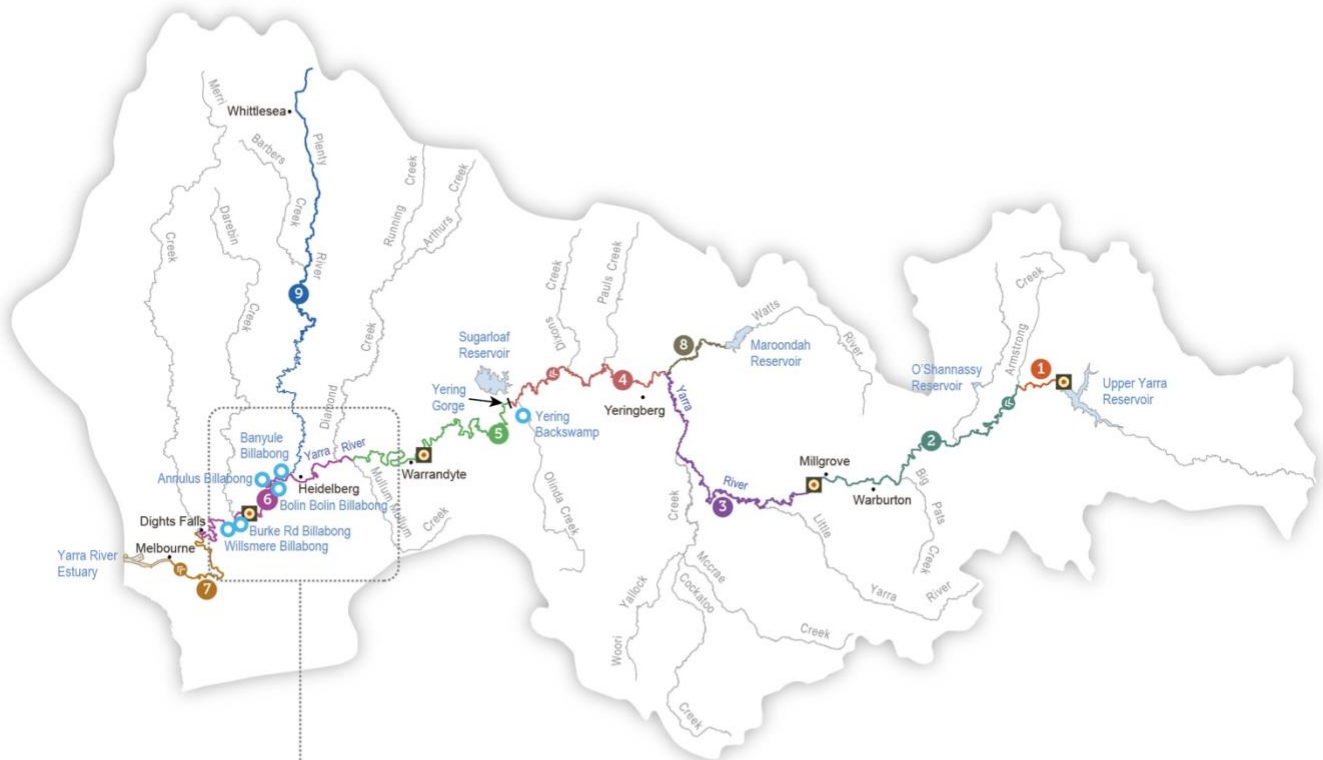 Whittlesea
Merri
Creek
Barbers
Creek
Plenty
River
Darebin
Creek
Running
Creek
Arthurs
Creek
9
Diamond
Creek
Sugarloaf
Reservoir
Dixons
Creek
Pauls Creek
8
Watts
River
Maroondah
Reservoir
O'Shannassy
Reservoir
Armstrong
Creek
1
Upper Yarra
Reservoir
4
Yeringberg
Yering
Gorge
Yering
Backswamp
5
Yarra
River
3
2
Millgrove
Warburton
Big
Pats
Creek
Little
Yarra
River
Banyule
Billabong
Yarra River
Warrandyte
Annulus Billabong
Heidelberg
6
Bolin Bolin Billabong
Mullum Mullum
Creek
Olinda Creek
Dights Falls
Burke Rd Billabong
Willsmere Billabong
Melbourne
Yarra River
Estuary
7
Woori
Yallock
Creek
Mccrae
Creek
Cockatoo
Creek